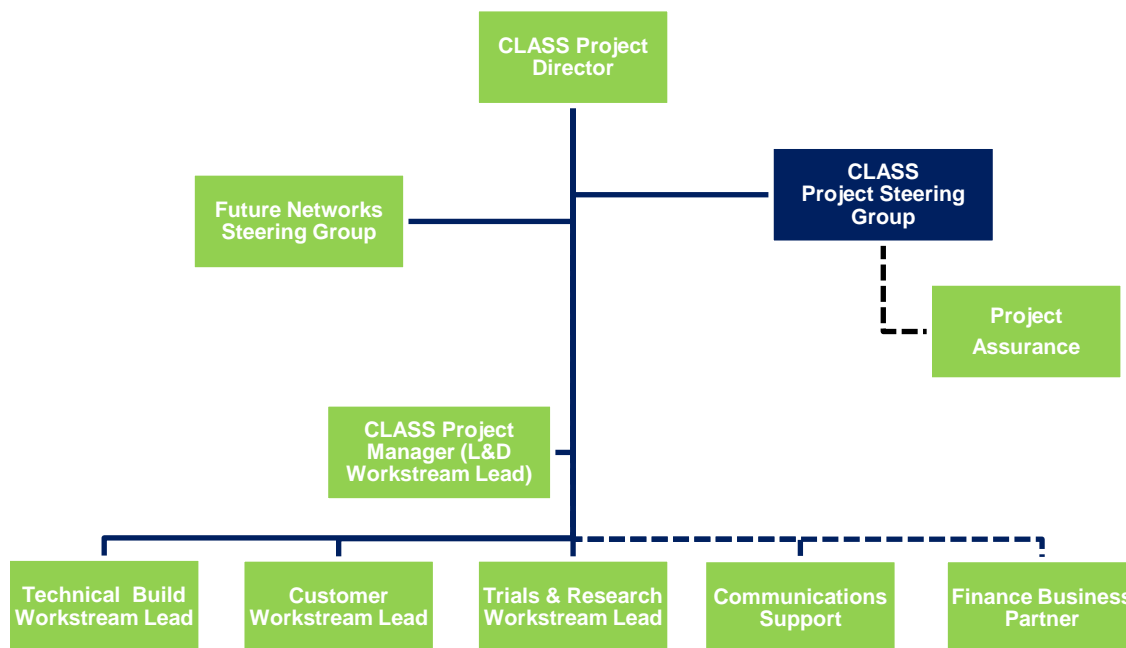 CLASS Project
Director
CLASS
Project Steering
Group
Future Networks
Steering Group
Project
Assurance
CLASS Project
Manager (L&D
Workstream Lead)
Technical Build
Workstream Lead
Customer
Workstream Lead
Trials & Research
Workstream Lead
Communications
Support
Finance Business
Partner